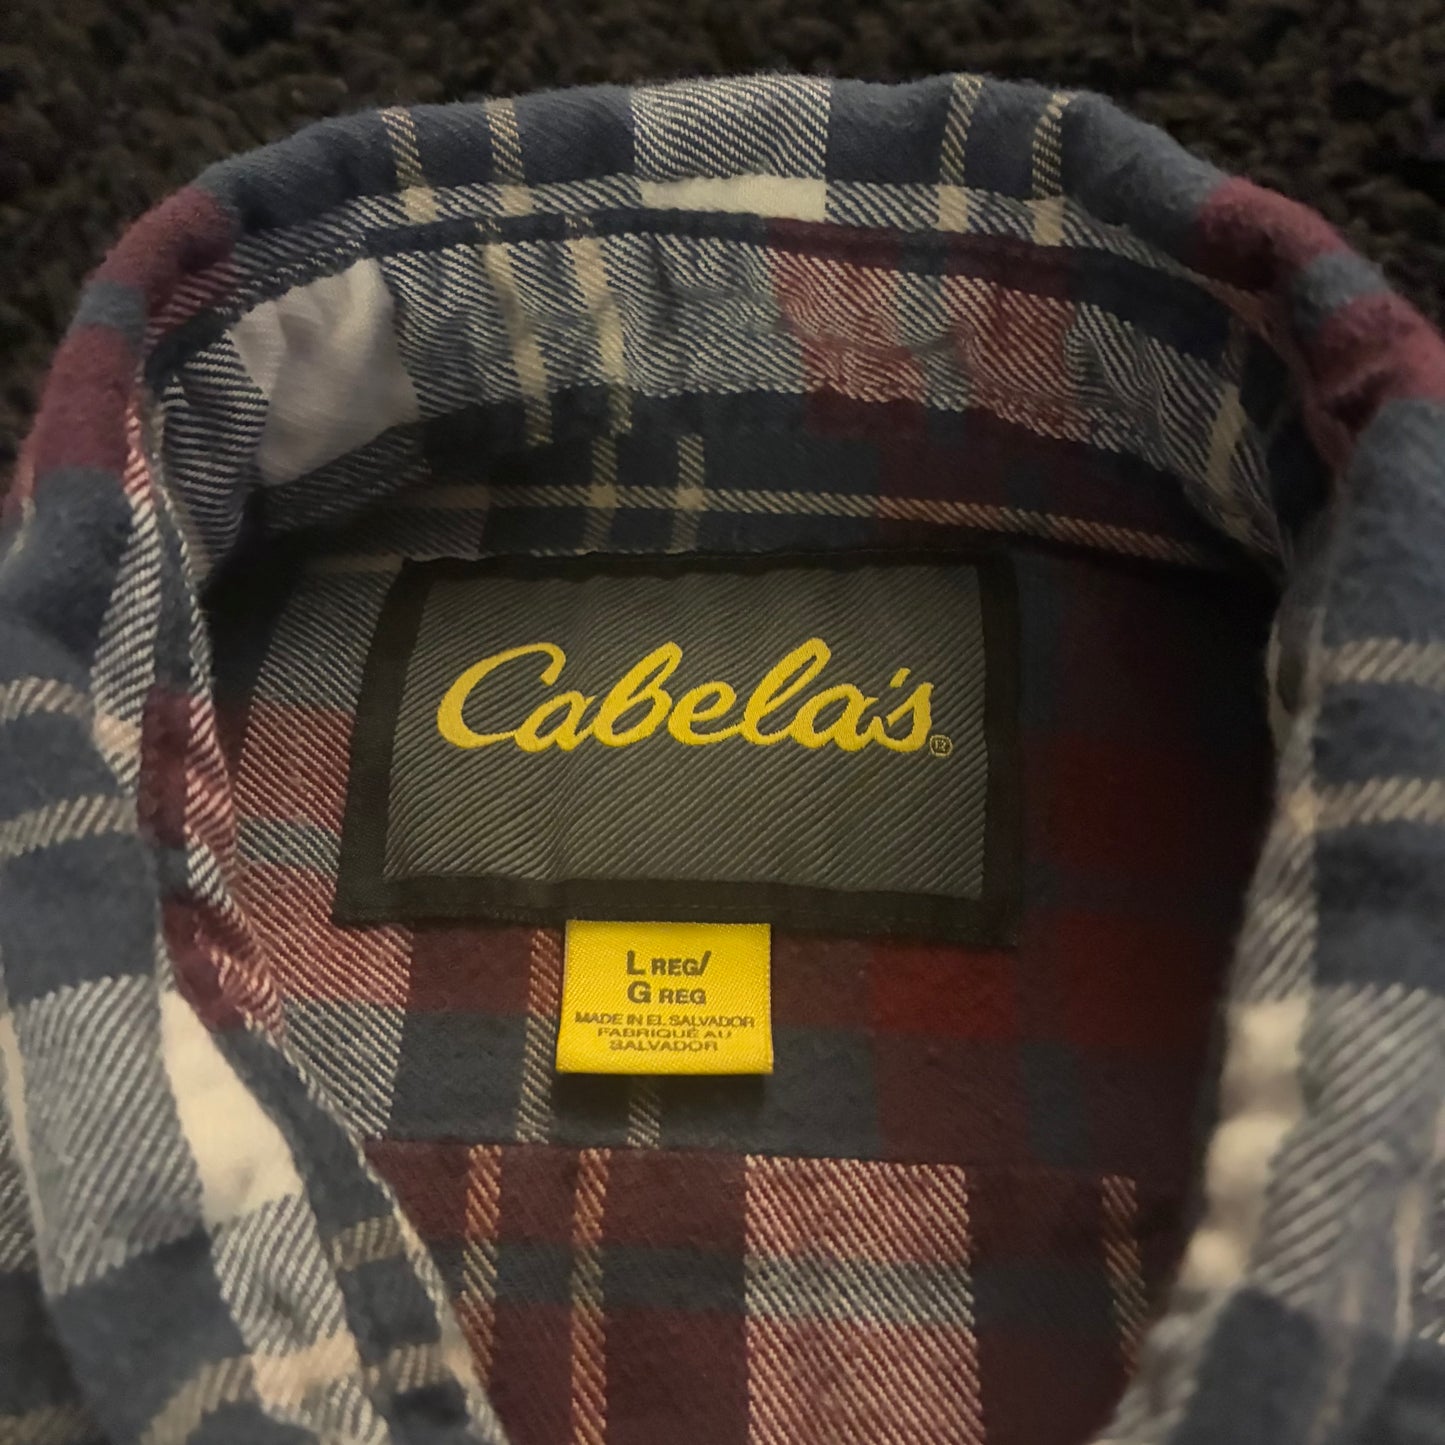 Cabela's®
L REG/
G REG
MADE IN EL SALVADOR
FABRIQUÉ AU
SALVADOR